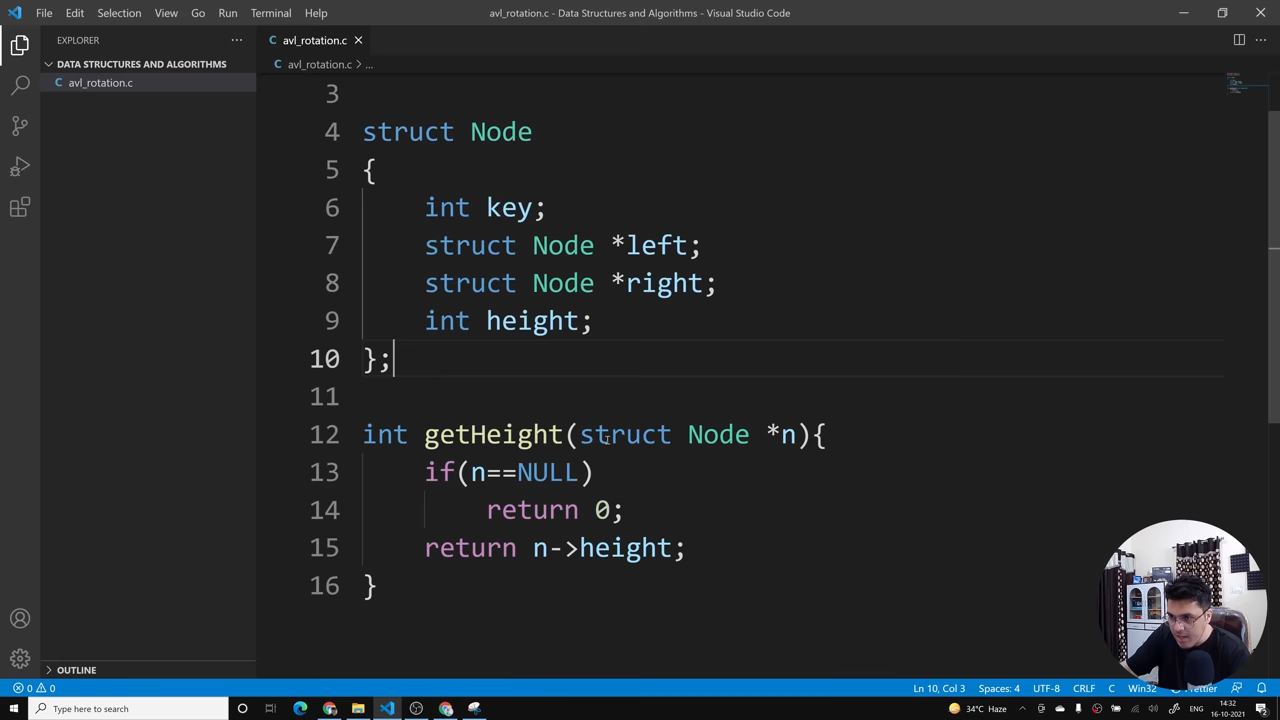 File Edit Selection View Go Run Terminal Help
avl_rotation.c - Data Structures and Algorithms - Visual Studio Code
EXPLORER
DATA STRUCTURES AND ALGORITHMS
C avl_rotation.c
OUTLINE
C avl_rotation.c
C avl_rotation.c > ...
3
4 struct Node
5 {
6 int key;
7 struct Node *left;
8 struct Node *right;
9 int height;
10 };
11
12 int getHeight(struct Node *n){
13 if(n==NULL)
14 return 0;
15 return n->height;
16 }
0 0
Ln 10, Col 3 Spaces: 4 UTF-8 CRLF C Win32 Prettier
Type here to search
34°C Haze
ENG
14:32
16-10-2021
2